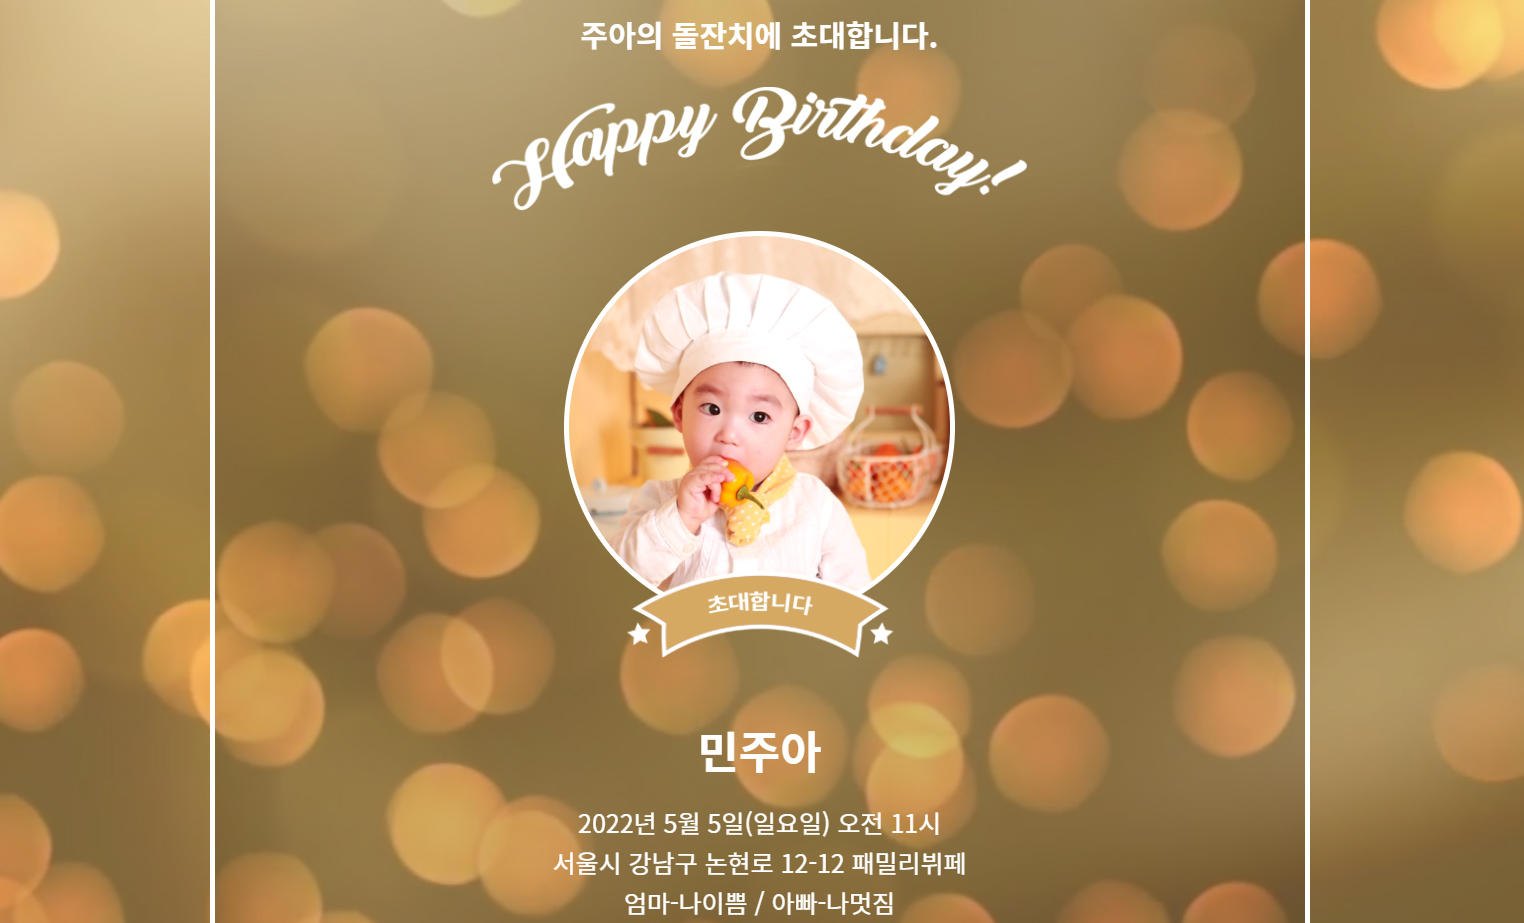 주아의 돌잔치에 초대합니다.
Happy Birthday!
초대합니다
민주아
2022년 5월 5일(일요일) 오전 11시
서울시 강남구 논현로 12-12 패밀리뷔페
엄마-나이쁨 / 아빠-나멋짐